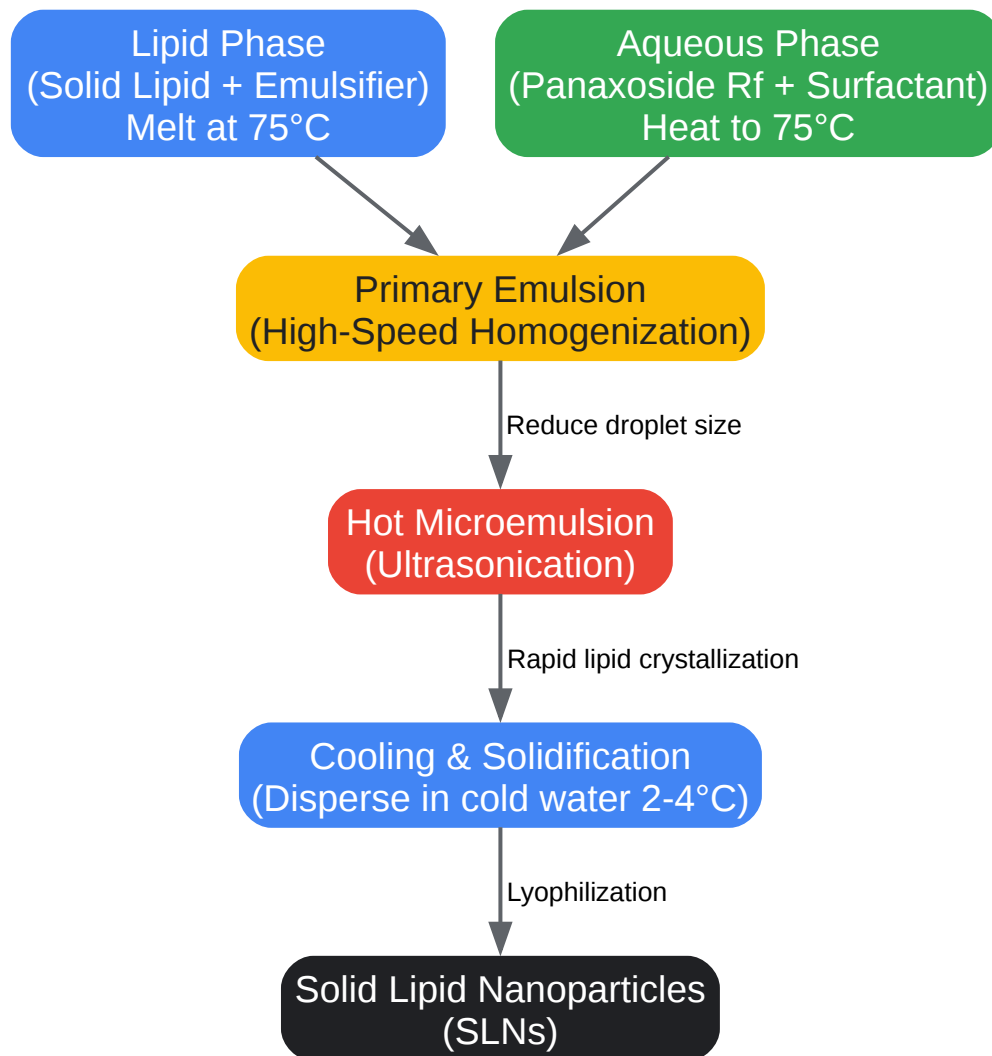 Lipid Phase
(Solid Lipid + Emulsifier)
Melt at 75°C
Aqueous Phase
(Panaxoside Rf + Surfactant)
Heat to 75°C
Primary Emulsion
(High-Speed Homogenization)
Reduce droplet size
Hot Microemulsion
(Ultrasonication)
Rapid lipid crystallization
Cooling & Solidification
(Disperse in cold water 2-4°C)
Lyophilization
Solid Lipid Nanoparticles
(SLNs)